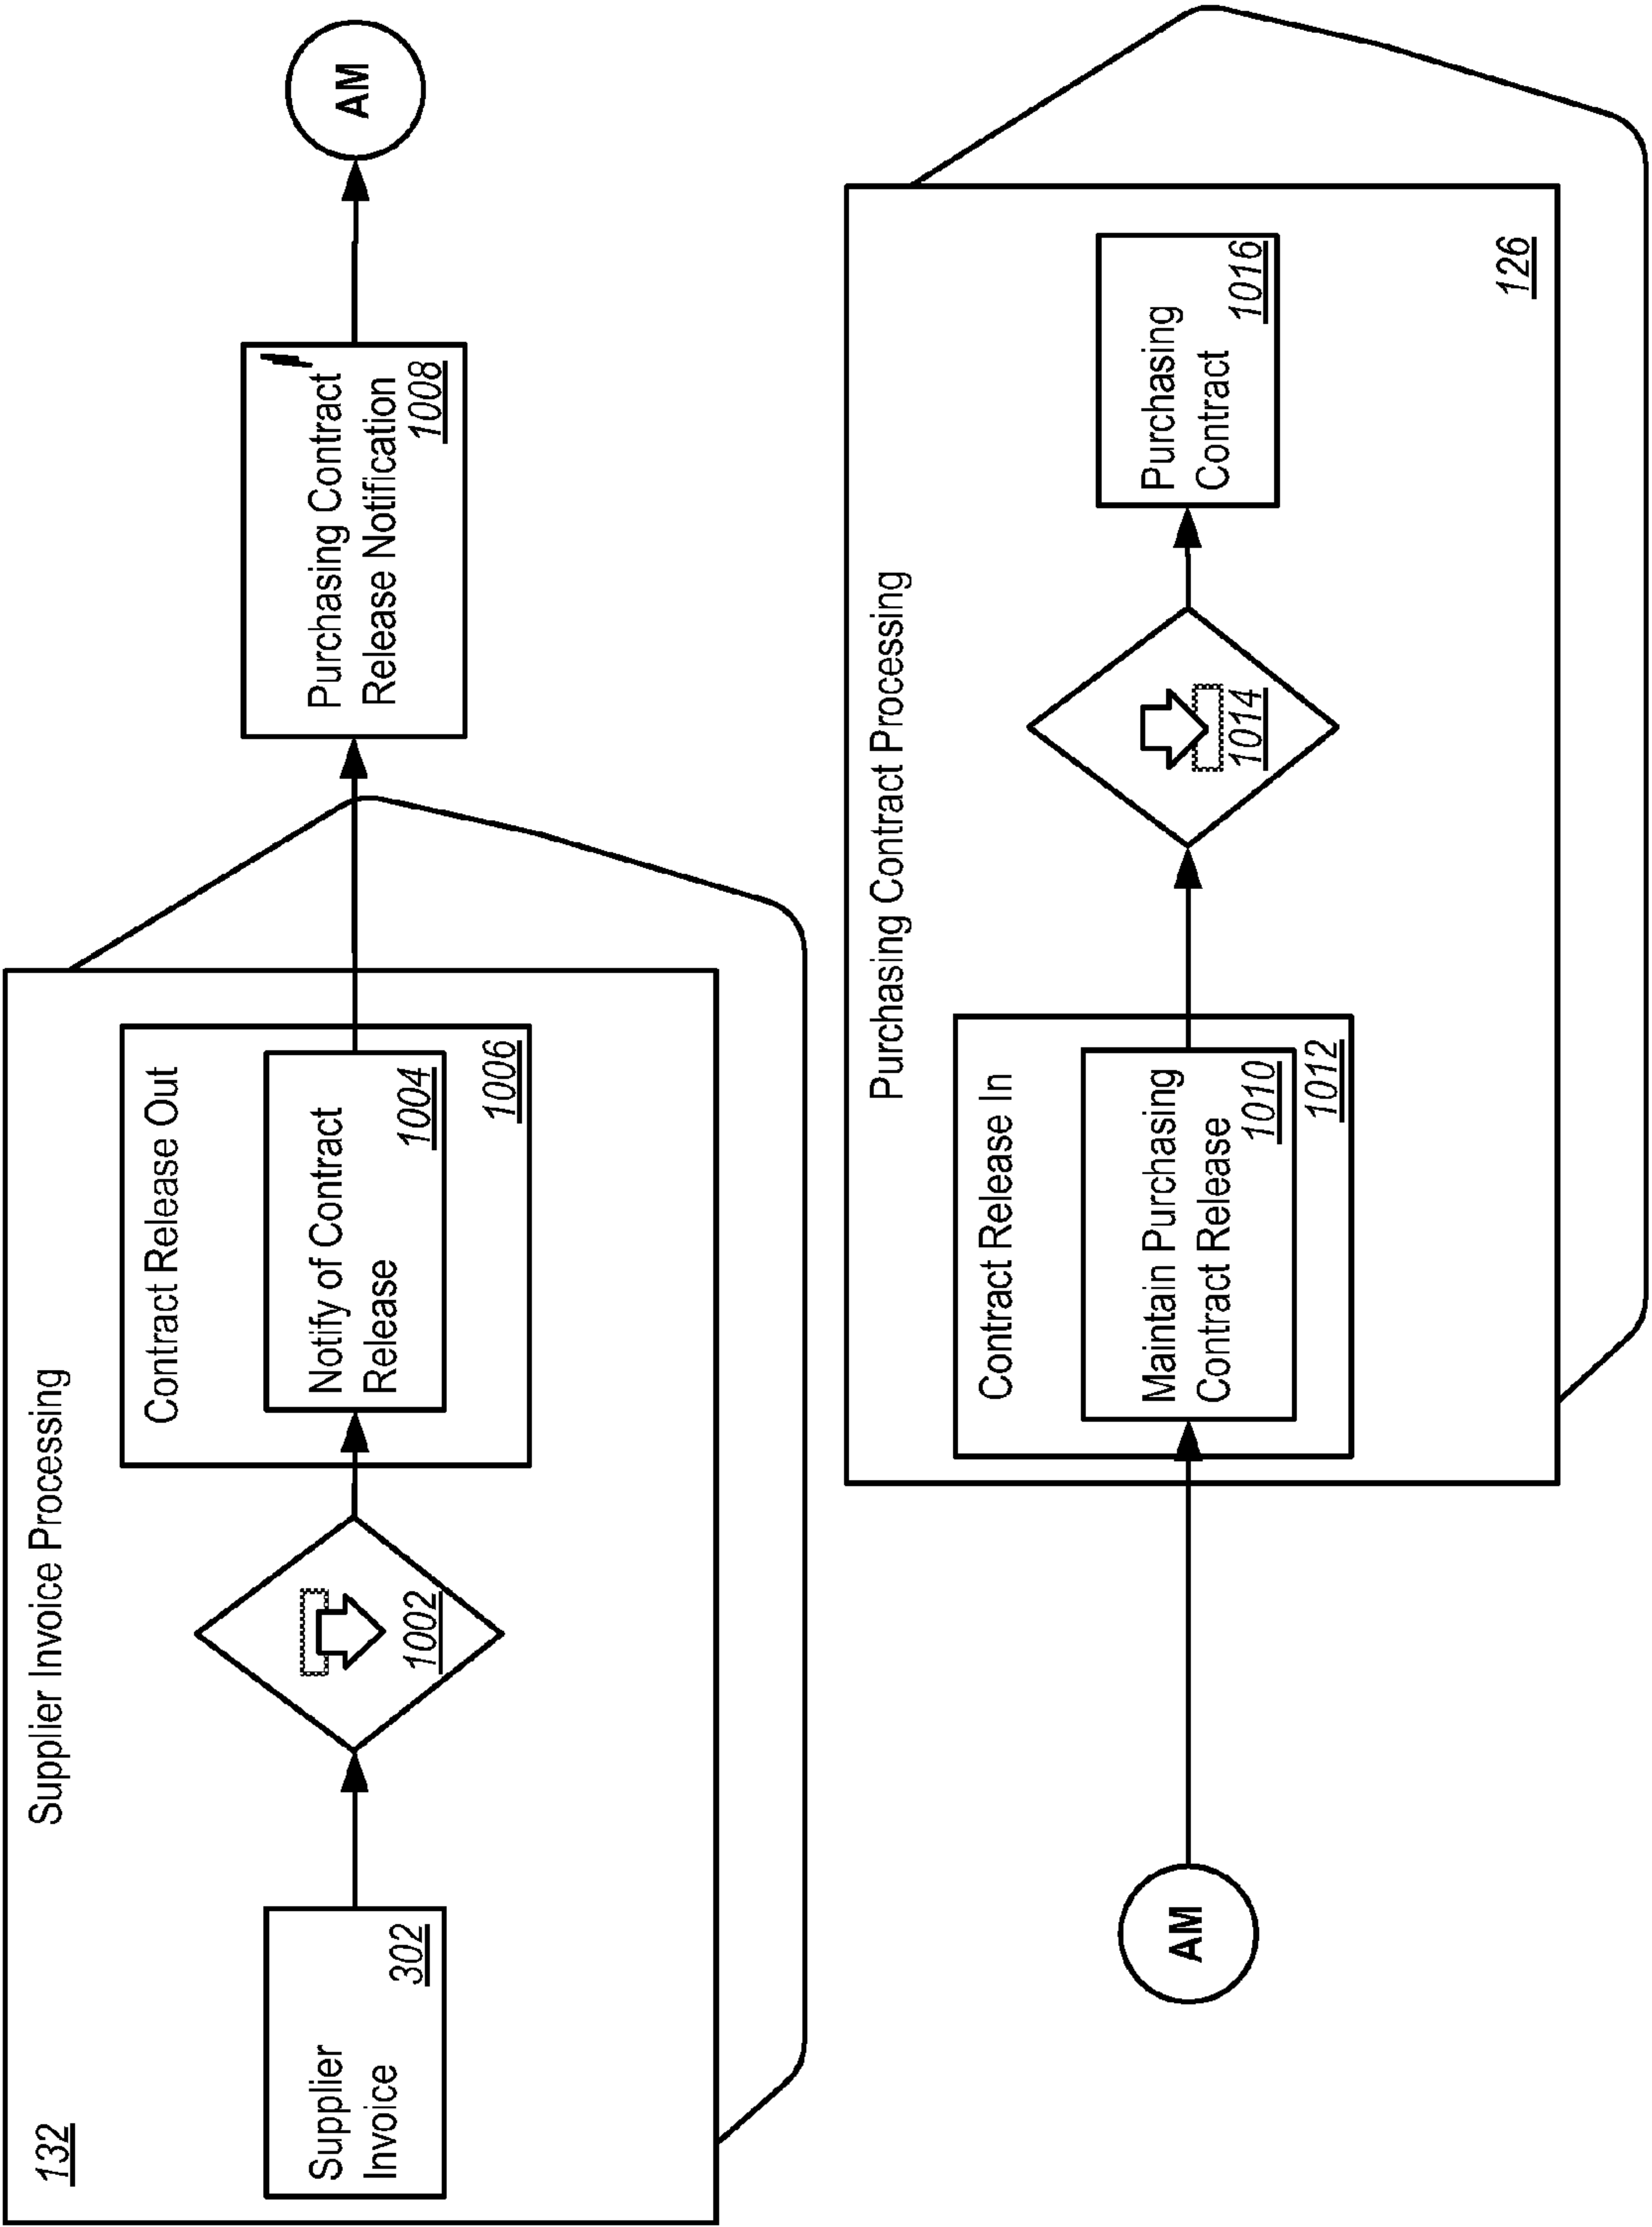 132
Supplier Invoice Processing
Supplier
Invoice
302
1002
Contract Release Out
Notify of Contract
Release
1004
1006
Purchasing Contract
Release Notification
1008
AM
AM
Purchasing Contract Processing
Contract Release In
Maintain Purchasing
Contract Release
1010
1012
1014
Purchasing
Contract
1016
126